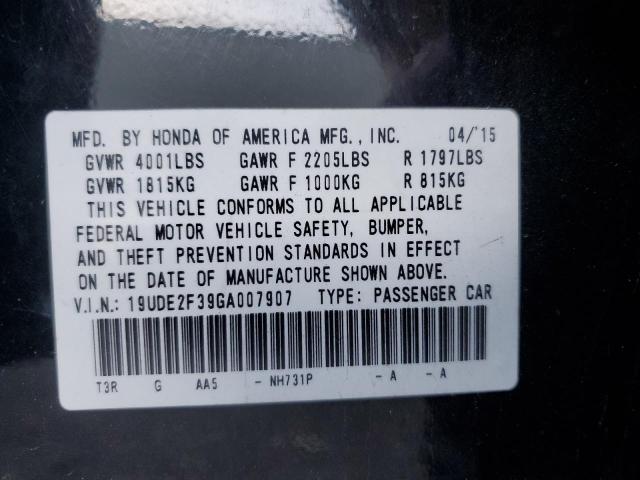 MFD. BY HONDA OF AMERICA MFG., INC. 04/'15
GVWR 4001LBS GAWR F 2205LBS R 1797LBS
GVWR 1815KG GAWR F 1000KG R 815KG
THIS VEHICLE CONFORMS TO ALL APPLICABLE
FEDERAL MOTOR VEHICLE SAFETY, BUMPER,
AND THEFT PREVENTION STANDARDS IN EFFECT
ON THE DATE OF MANUFACTURE SHOWN ABOVE.
V.I.N.: 19UDE2F39GA007907 TYPE: PASSENGER CAR
T3R G AA5 - NH731P - A - A